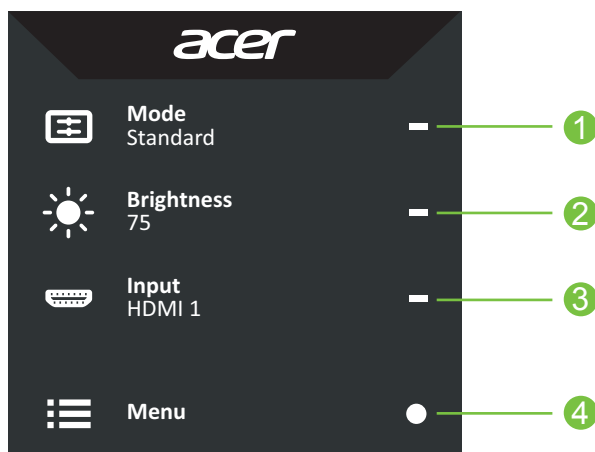 acer
Mode
Standard
1
Brightness
75
2
Input
HDMI 1
3
Menu
4